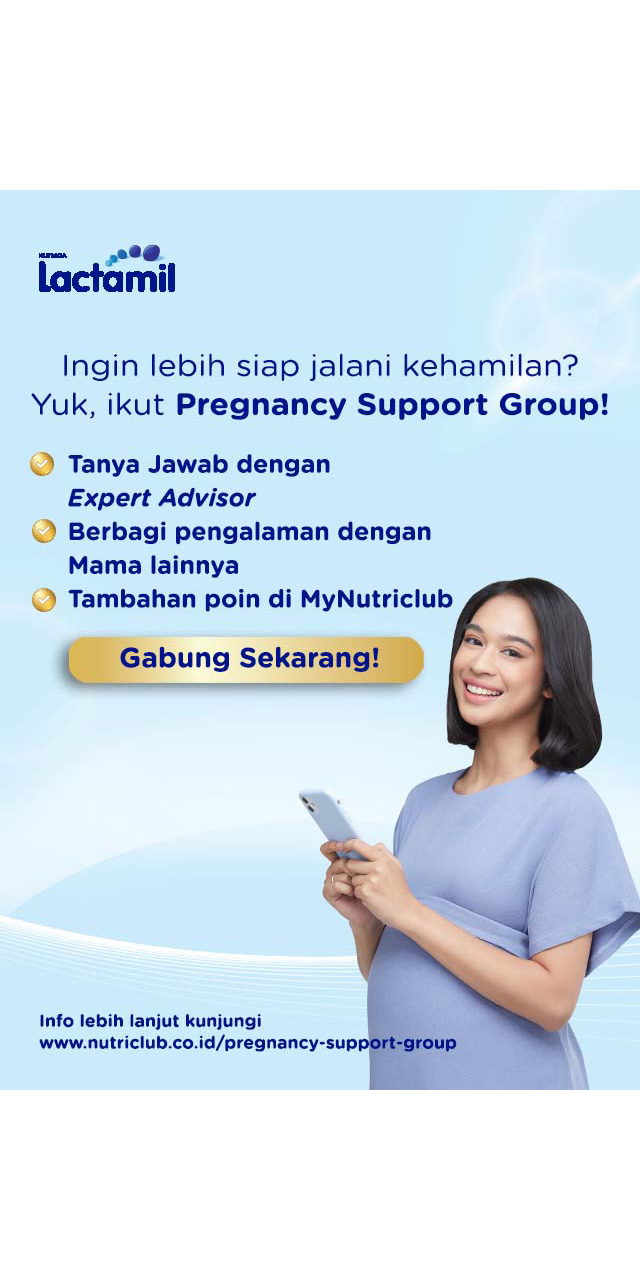 NUTRICIA
Lactamil
Ingin lebih siap jalani kehamilan?
Yuk, ikut Pregnancy Support Group!
Tanya Jawab dengan
Expert Advisor
Berbagi pengalaman dengan
Mama lainnya
Tambahan poin di MyNutriclub
Gabung Sekarang!
Info lebih lanjut kunjungi
www.nutriclub.co.id/pregnancy-support-group